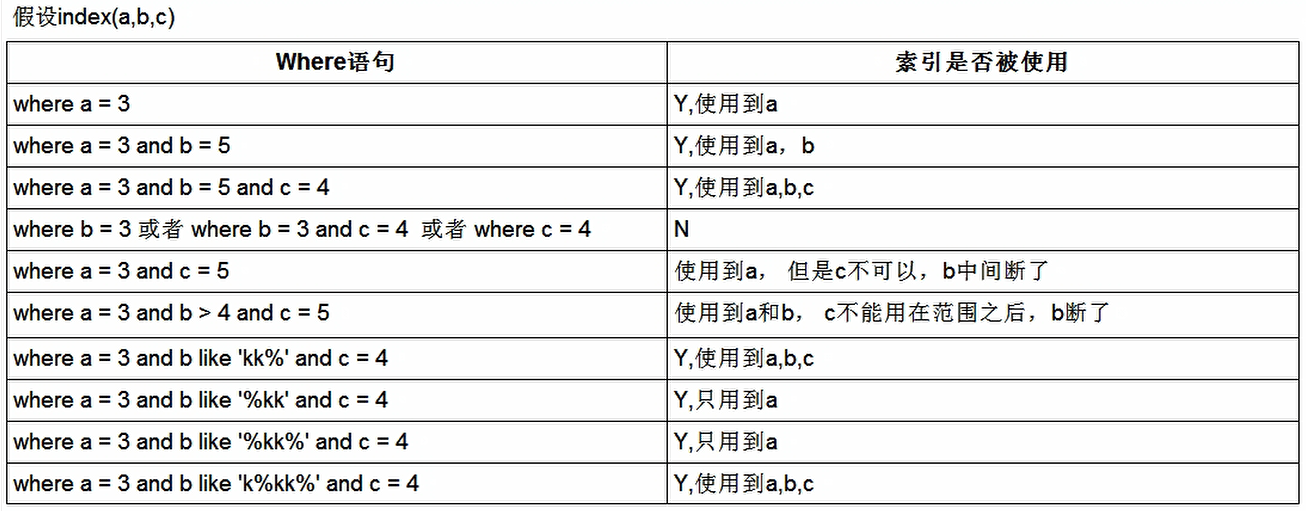 假设index(a,b,c)
Where语句 索引是否被使用
where a = 3 Y,使用到a
where a = 3 and b = 5 Y,使用到a，b
where a = 3 and b = 5 and c = 4 Y,使用到a,b,c
where b = 3 或者 where b = 3 and c = 4 或者 where c = 4 N
where a = 3 and c = 5 使用到a， 但是c不可以，b中间断了
where a = 3 and b > 4 and c = 5 使用到a和b， c不能用在范围之后，b断了
where a = 3 and b like 'kk%' and c = 4 Y,使用到a,b,c
where a = 3 and b like '%kk' and c = 4 Y,只用到a
where a = 3 and b like '%kk%' and c = 4 Y,只用到a
where a = 3 and b like 'k%kk%' and c = 4 Y,使用到a,b,c